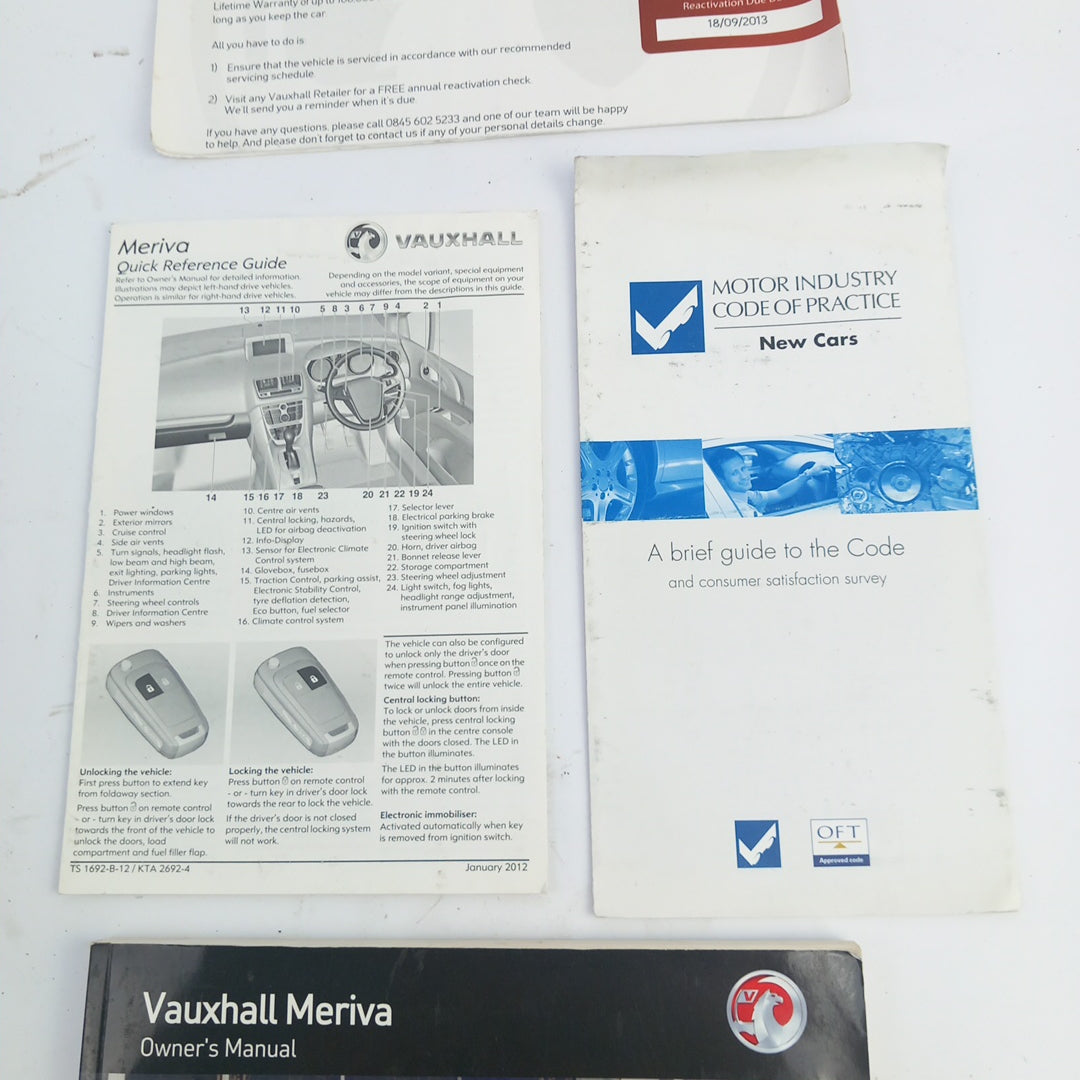 Lifetime Warranty of up to
long as you keep the car.
Reactivation Due
18/09/2013
All you have to do is:
1) Ensure that the vehicle is serviced in accordance with our recommended
servicing schedule.
2) Visit any Vauxhall Retailer for a FREE annual reactivation check.
We'll send you a reminder when it's due.
If you have any questions, please call 0845 602 5233 and one of our team will be happy
to help. And please don't forget to contact us if any of your personal details change.
Meriva
Quick Reference Guide
Refer to Owner's Manual for detailed information.
Illustrations may depict left-hand drive vehicles.
Operation is similar for right-hand drive vehicles.
VAUXHALL
Depending on the model variant, special equipment
and accessories, the scope of equipment on your
vehicle may differ from the descriptions in this guide.
13 12 11 10 5 8 3 6 7 9 4 2 1
14 15 16 17 18 23 20 21 22 19 24
1. Power windows
2. Exterior mirrors
3. Cruise control
4. Side air vents
5. Turn signals, headlight flash,
low beam and high beam,
exit lighting, parking lights,
Driver Information Centre
6. Instruments
7. Steering wheel controls
8. Driver Information Centre
9. Wipers and washers
10. Centre air vents
11. Central locking, hazards,
LED for airbag deactivation
12. Info-Display
13. Sensor for Electronic Climate
Control system
14. Glovebox, fusebox
15. Traction Control, parking assist,
Electronic Stability Control,
tyre deflation detection,
Eco button, fuel selector
16. Climate control system
17. Selector lever
18. Electrical parking brake
19. Ignition switch with
steering wheel lock
20. Horn, driver airbag
21. Bonnet release lever
22. Storage compartment
23. Steering wheel adjustment
24. Light switch, fog lights,
headlight range adjustment,
instrument panel illumination
Unlocking the vehicle:
First press button to extend key
from foldaway section.
Press button on remote control
- or - turn key in driver's door lock
towards the front of the vehicle to
unlock the doors, load
compartment and fuel filler flap.
Locking the vehicle:
Press button on remote control
- or - turn key in driver's door lock
towards the rear to lock the vehicle.
If the driver's door is not closed
properly, the central locking system
will not work.
The vehicle can also be configured
to unlock only the driver's door
when pressing button once on the
remote control. Pressing button
twice will unlock the entire vehicle.
Central locking button:
To lock or unlock doors from inside
the vehicle, press central locking
button in the centre console
with the doors closed. The LED in
the button illuminates.
The LED in the button illuminates
for approx. 2 minutes after locking
with the remote control.
Electronic immobiliser:
Activated automatically when key
is removed from ignition switch.
TS 1692-B-12 / KTA 2692-4
January 2012
MOTOR INDUSTRY
CODE OF PRACTICE
New Cars
A brief guide to the Code
and consumer satisfaction survey
OFT
Approved code
Vauxhall Meriva
Owner's Manual